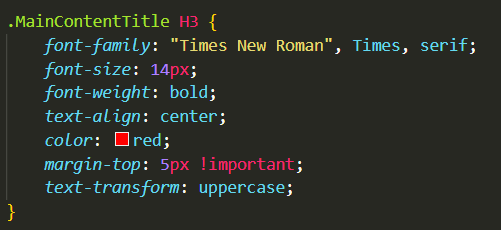 .MainContentTitle H3 {
font-family: "Times New Roman", Times, serif;
font-size: 14px;
font-weight: bold;
text-align: center;
color: red;
margin-top: 5px !important;
text-transform: uppercase;
}